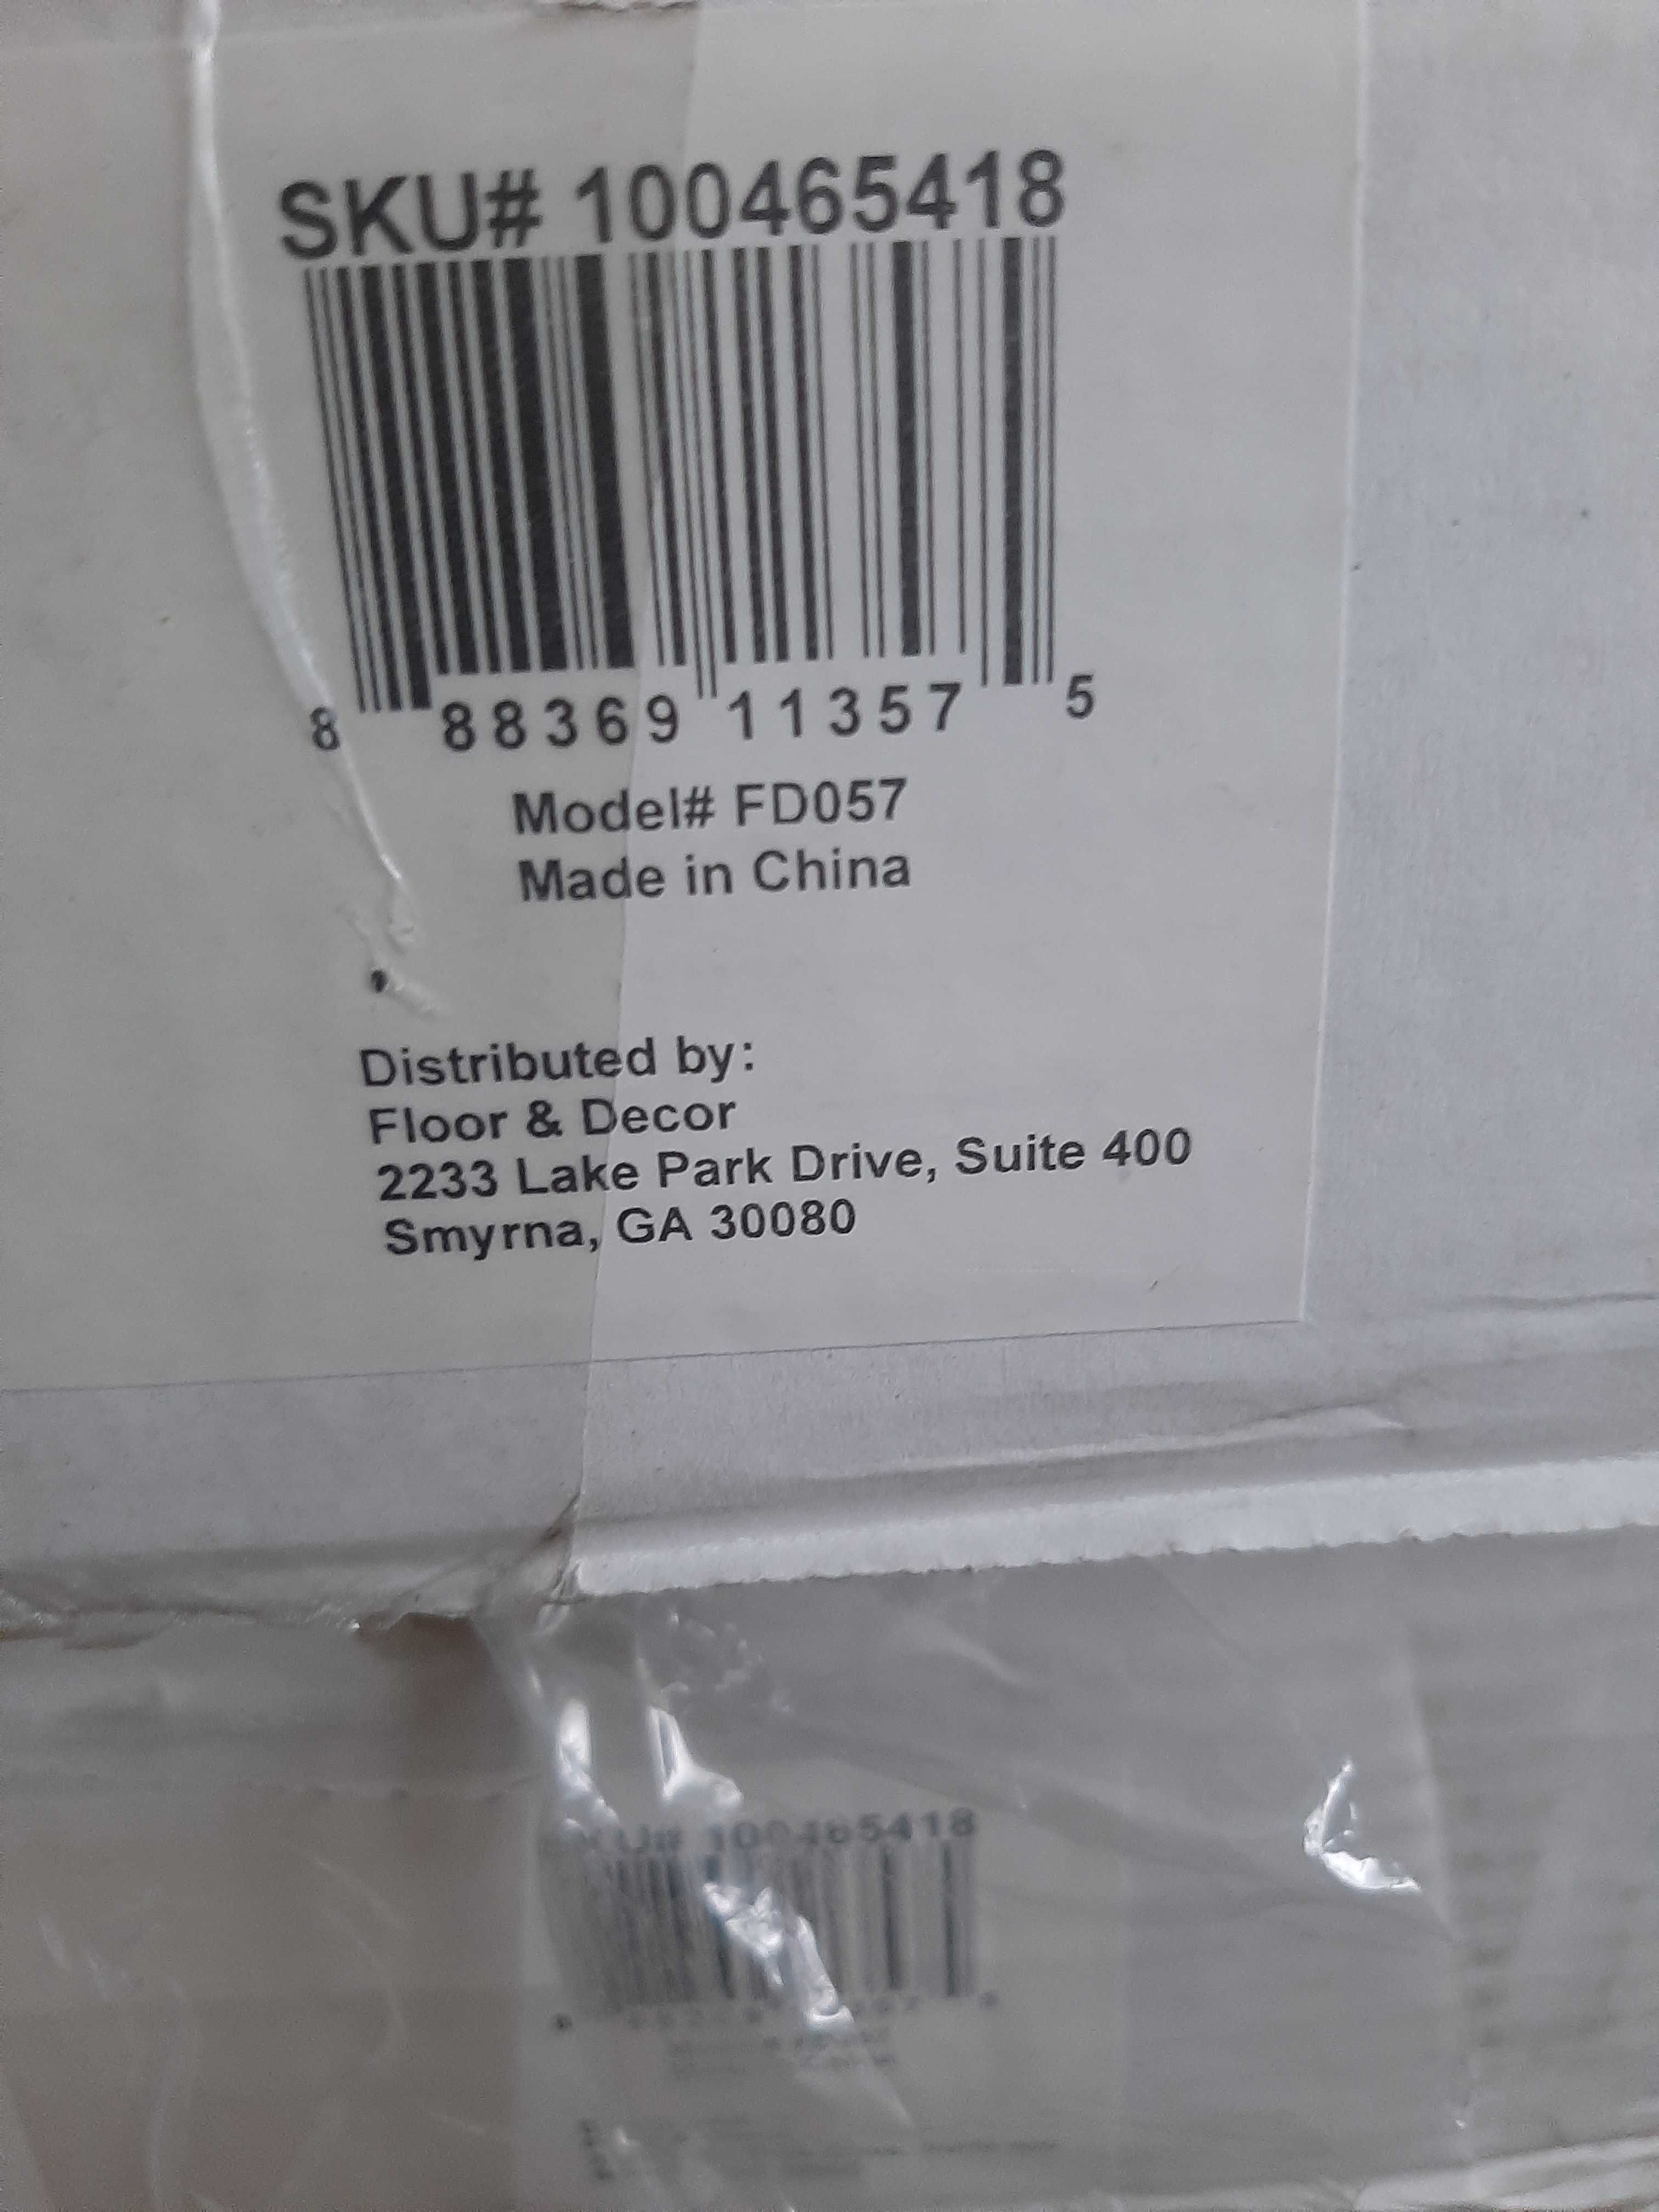 SKU# 100465418
8 88369 11357 5
Model# FD057
Made in China
Distributed by:
Floor & Decor
2233 Lake Park Drive, Suite 400
Smyrna, GA 30080
100465418